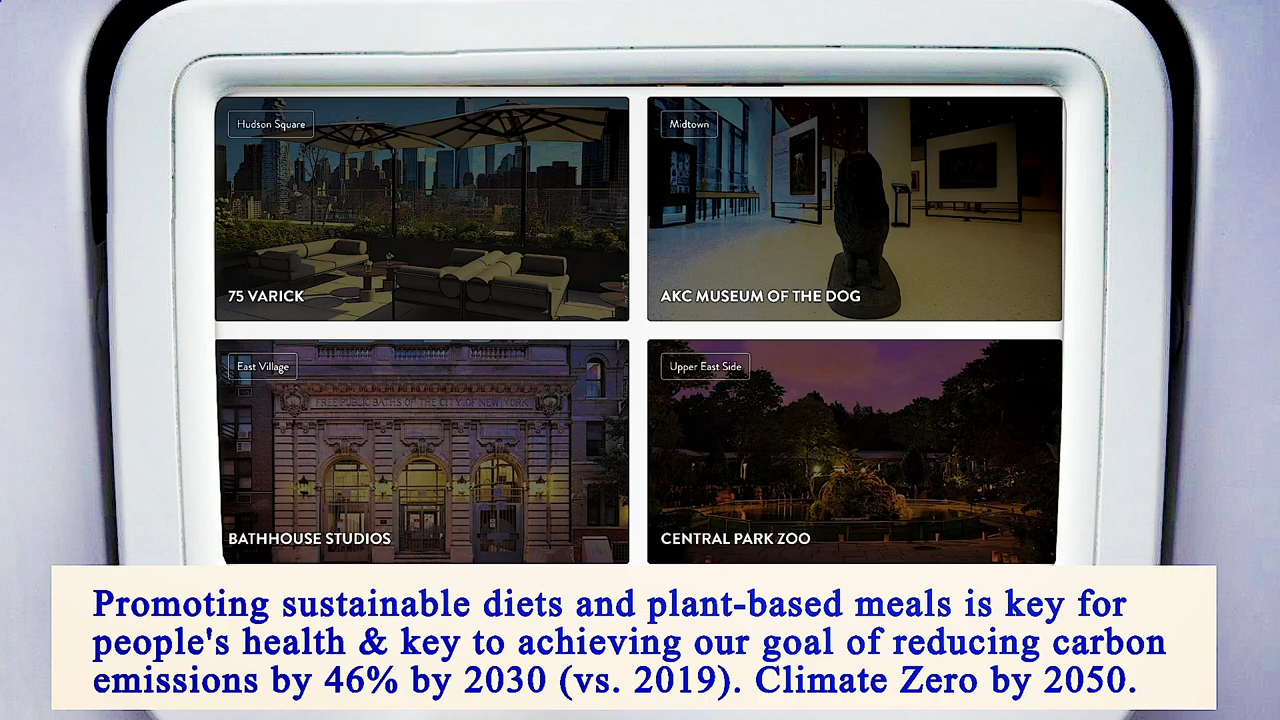 Hudson Square
75 VARICK
Midtown
AKC MUSEUM OF THE DOG
East Village
FREE PUBLIC BATHS OF THE CITY OF NEW YORK
BATHHOUSE STUDIOS
Upper East Side
CENTRAL PARK ZOO
Promoting sustainable diets and plant-based meals is key for
people's health & key to achieving our goal of reducing carbon
emissions by 46% by 2030 (vs. 2019). Climate Zero by 2050.